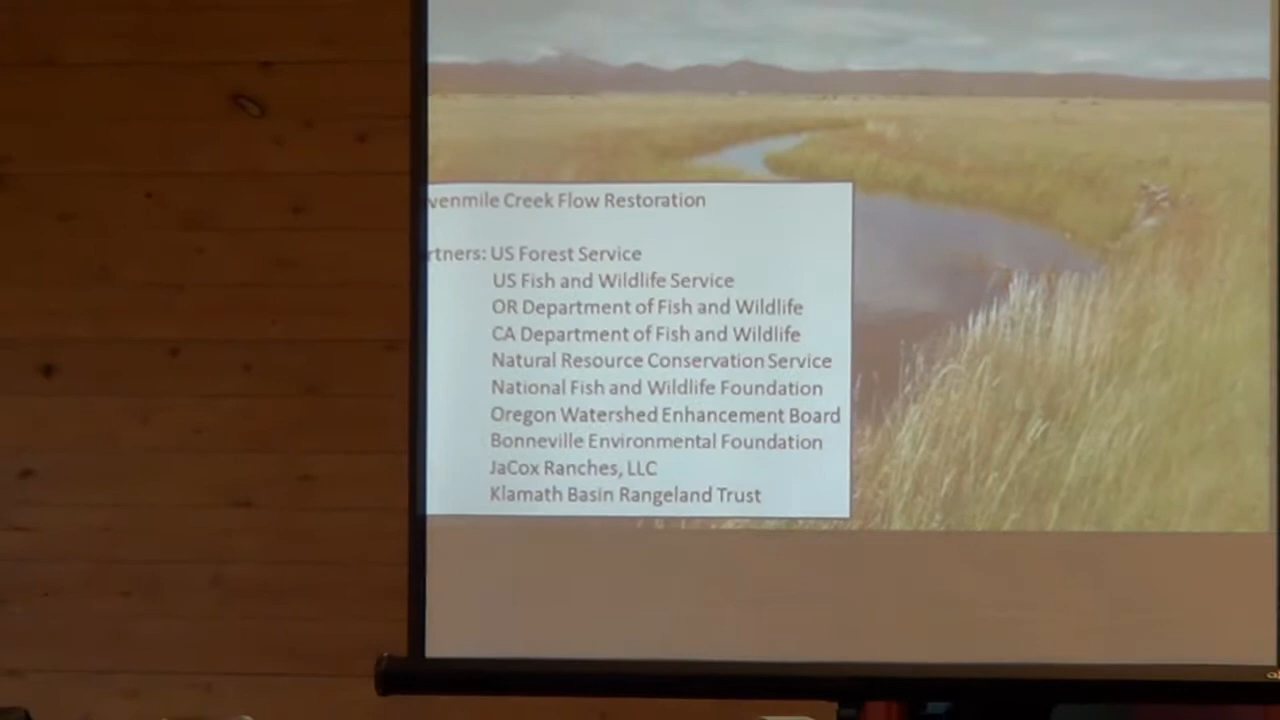 venmile Creek Flow Restoration
rtners: US Forest Service
US Fish and Wildlife Service
OR Department of Fish and Wildlife
CA Department of Fish and Wildlife
Natural Resource Conservation Service
National Fish and Wildlife Foundation
Oregon Watershed Enhancement Board
Bonneville Environmental Foundation
JaCox Ranches, LLC
Klamath Basin Rangeland Trust